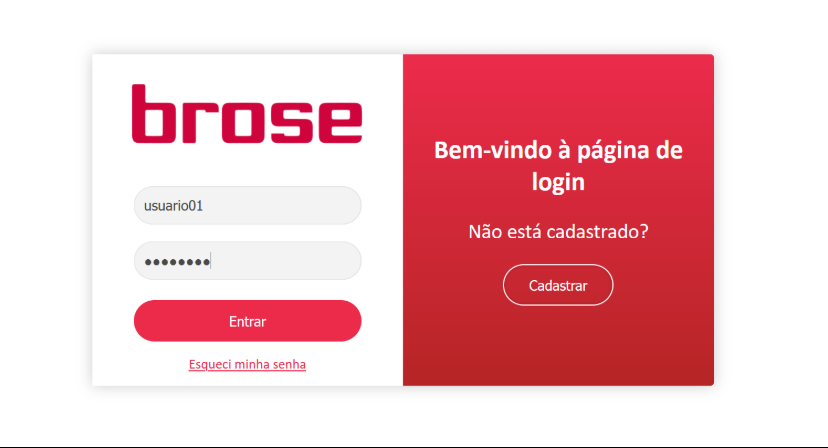 brose
usuario01
••••••••
Entrar
Esqueci minha senha
Bem-vindo à página de
login
Não está cadastrado?
Cadastrar